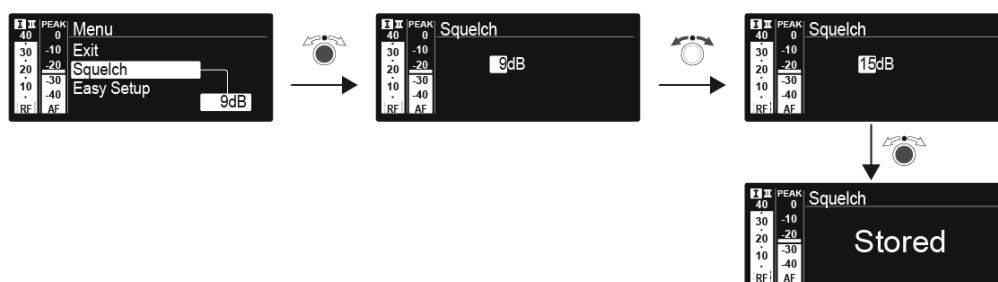 I II PEAK Menu
40 0
30 -10 Exit
20 -20 Squelch
-30
10 -40 Easy Setup
RF AF 9dB
I II PEAK Squelch
40 0
30 -10
20 -20 9dB
-30
10 -40
RF AF
I II PEAK Squelch
40 0
30 -10
20 -20 15dB
-30
10 -40
RF AF
I II PEAK Squelch
40 0
30 -10
20 -20 Stored
-30
10 -40
RF AF